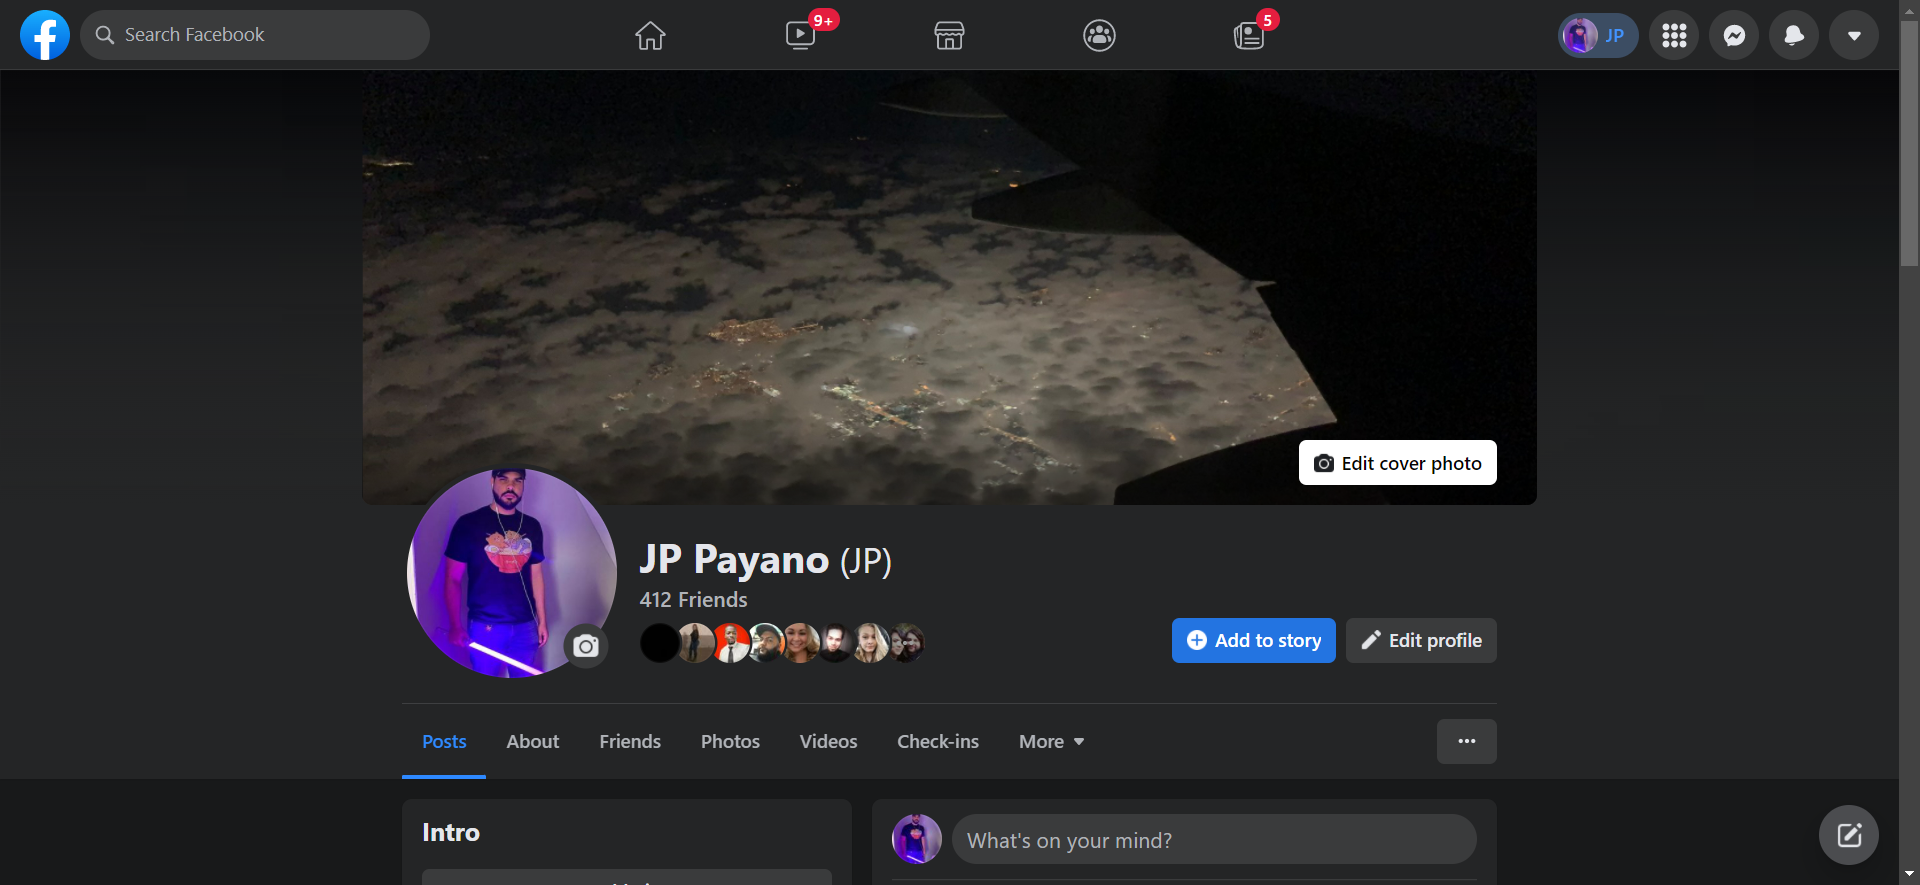 Search Facebook
9+
5
JP
Edit cover photo
JP Payano (JP)
412 Friends
Add to story
Edit profile
Posts
About
Friends
Photos
Videos
Check-ins
More
Intro
What's on your mind?